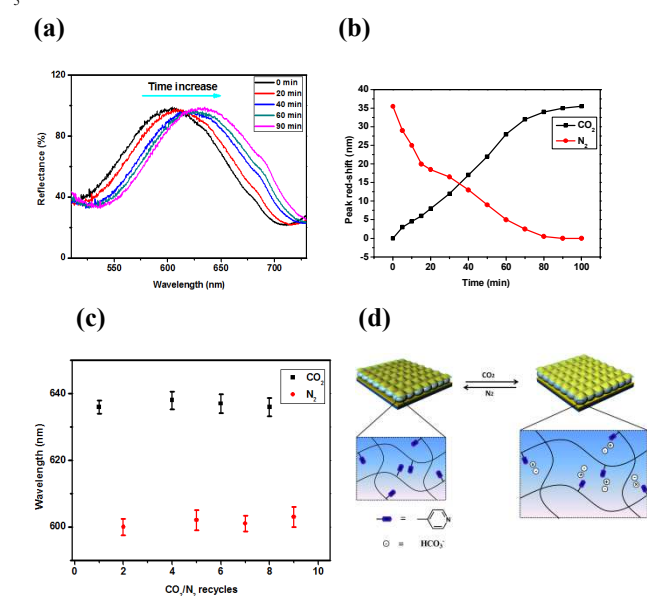 5
(a)
(b)
Time increase
0 min
20 min
40 min
60 min
90 min
120
80
40
0
Reflectance (%)
550
600
650
700
Wavelength (nm)
CO2
N2
40
35
30
25
20
15
10
5
0
Peak red-shift (nm)
0
20
40
60
80
100
Time (min)
(c)
(d)
CO2
N2
640
620
600
Wavelength (nm)
0
2
4
6
8
10
CO2/N2 recycles
CO2
N2
+
-
+
-
+
-
+
-
+
-
= N
- = HCO3-